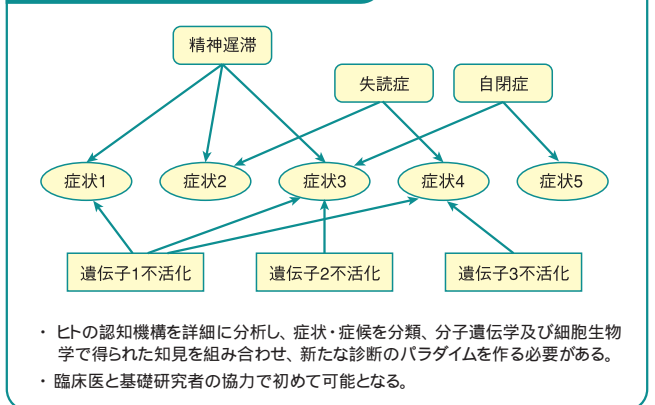 精神遅滞
失読症
自閉症
症状1
症状2
症状3
症状4
症状5
遺伝子1不活化
遺伝子2不活化
遺伝子3不活化
・ ヒトの認知機構を詳細に分析し、症状・症候を分類、分子遺伝学及び細胞生物
学で得られた知見を組み合わせ、新たな診断のパラダイムを作る必要がある。
・ 臨床医と基礎研究者の協力で初めて可能となる。